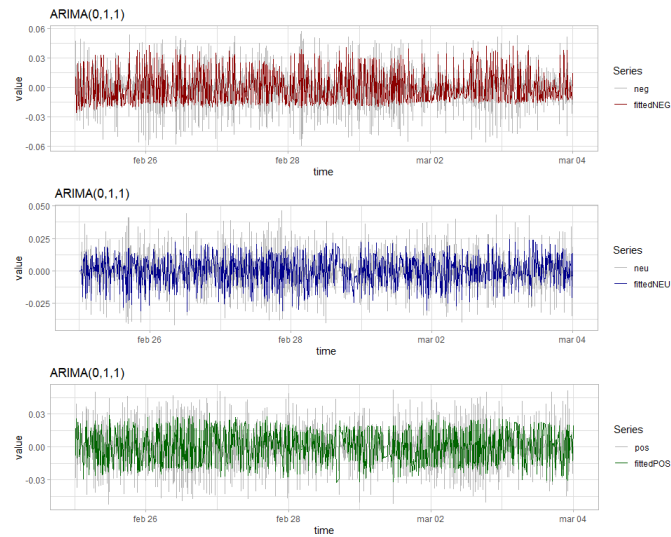 ARIMA(0,1,1)
0.06
0.03
0.00
-0.03
-0.06
value
feb 26
feb 28
mar 02
mar 04
time
Series
neg
fittedNEG
ARIMA(0,1,1)
0.050
0.025
0.000
-0.025
value
feb 26
feb 28
mar 02
mar 04
time
Series
neu
fittedNEU
ARIMA(0,1,1)
0.03
0.00
-0.03
value
feb 26
feb 28
mar 02
mar 04
time
Series
pos
fittedPOS